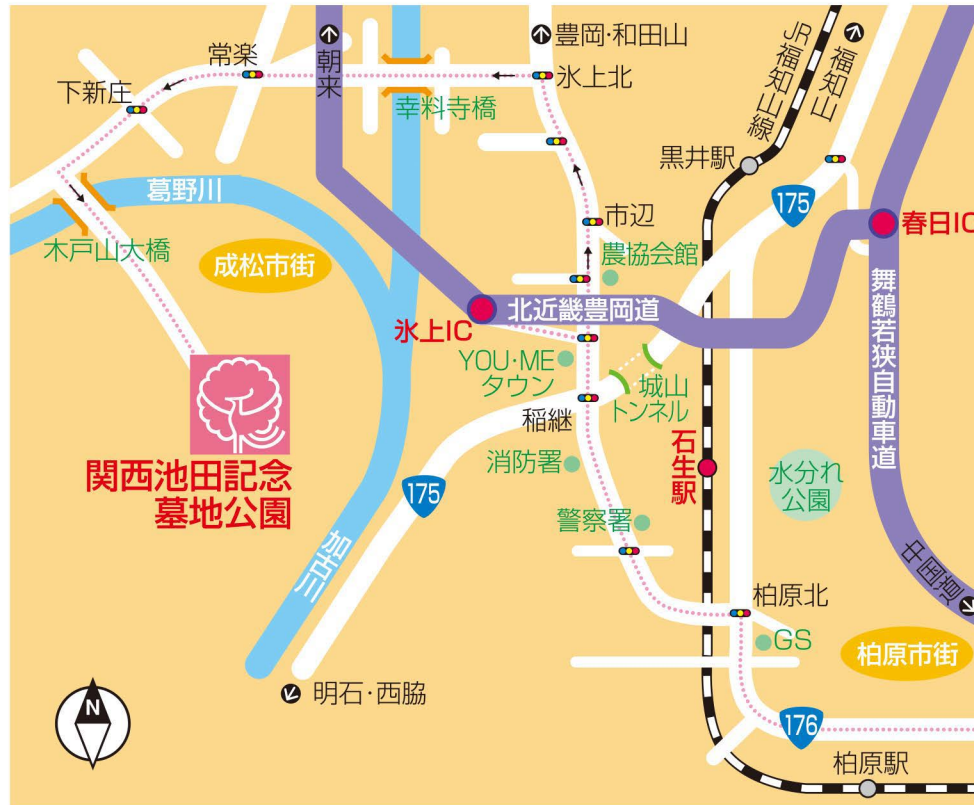 豊岡・和田山
常楽
朝来
氷上北
下新庄
幸料寺橋
JR福知山線
福知山
黒井駅
175
葛野川
市辺
春日IC
木戸山大橋
成松市街
農協会館
北近畿豊岡道
氷上IC
舞鶴若狭自動車道
YOU・ME
タウン
城山
トンネル
稲継
石生駅
関西池田記念
墓地公園
消防署
水分れ
公園
175
警察署
加古川
中国道
柏原北
GS
柏原市街
N
明石・西脇
176
柏原駅